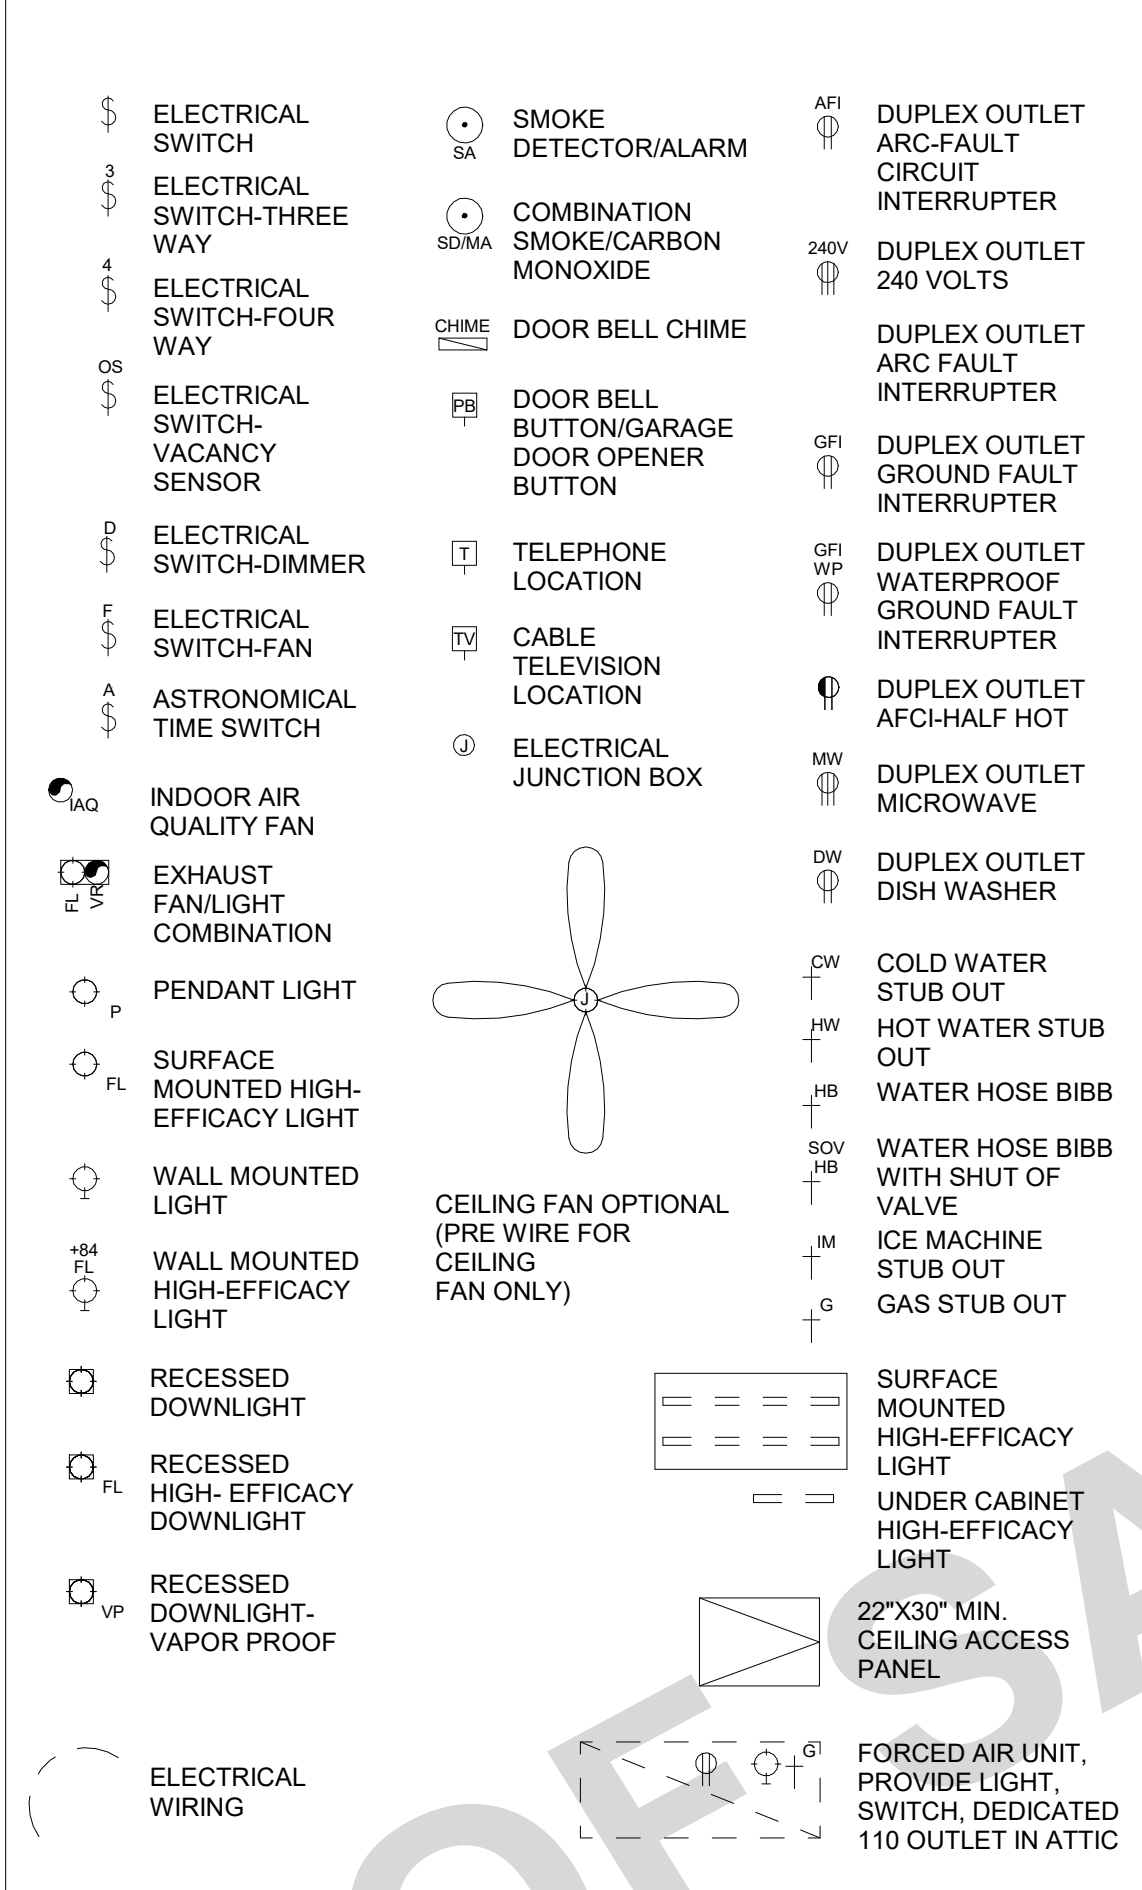 $
ELECTRICAL
SWITCH
3
$
ELECTRICAL
SWITCH-THREE
WAY
4
$
ELECTRICAL
SWITCH-FOUR
WAY
OS
$
ELECTRICAL
SWITCH-
VACANCY
SENSOR
D
$
ELECTRICAL
SWITCH-DIMMER
F
$
ELECTRICAL
SWITCH-FAN
A
$
ASTRONOMICAL
TIME SWITCH
IAQ
INDOOR AIR
QUALITY FAN
FL
VR
EXHAUST
FAN/LIGHT
COMBINATION
P
PENDANT LIGHT
FL
SURFACE
MOUNTED HIGH-
EFFICACY LIGHT
WALL MOUNTED
LIGHT
+84
FL
WALL MOUNTED
HIGH-EFFICACY
LIGHT
RECESSED
DOWNLIGHT
FL
RECESSED
HIGH- EFFICACY
DOWNLIGHT
VP
RECESSED
DOWNLIGHT-
VAPOR PROOF
ELECTRICAL
WIRING
SA
SMOKE
DETECTOR/ALARM
SD/MA
COMBINATION
SMOKE/CARBON
MONOXIDE
CHIME
DOOR BELL CHIME
PB
DOOR BELL
BUTTON/GARAGE
DOOR OPENER
BUTTON
T
TELEPHONE
LOCATION
TV
CABLE
TELEVISION
LOCATION
J
ELECTRICAL
JUNCTION BOX
J
CEILING FAN OPTIONAL
(PRE WIRE FOR
CEILING
FAN ONLY)
AFI
DUPLEX OUTLET
ARC-FAULT
CIRCUIT
INTERRUPTER
240V
DUPLEX OUTLET
240 VOLTS
DUPLEX OUTLET
ARC FAULT
INTERRUPTER
GFI
DUPLEX OUTLET
GROUND FAULT
INTERRUPTER
GFI
WP
DUPLEX OUTLET
WATERPROOF
GROUND FAULT
INTERRUPTER
DUPLEX OUTLET
AFCI-HALF HOT
MW
DUPLEX OUTLET
MICROWAVE
DW
DUPLEX OUTLET
DISH WASHER
CW
COLD WATER
STUB OUT
HW
HOT WATER STUB
OUT
HB
WATER HOSE BIBB
SOV
HB
WATER HOSE BIBB
WITH SHUT OF
VALVE
IM
ICE MACHINE
STUB OUT
G
GAS STUB OUT
SURFACE
MOUNTED
HIGH-EFFICACY
LIGHT
UNDER CABINET
HIGH-EFFICACY
LIGHT
22"X30" MIN.
CEILING ACCESS
PANEL
G
FORCED AIR UNIT,
PROVIDE LIGHT,
SWITCH, DEDICATED
110 OUTLET IN ATTIC
OF SA